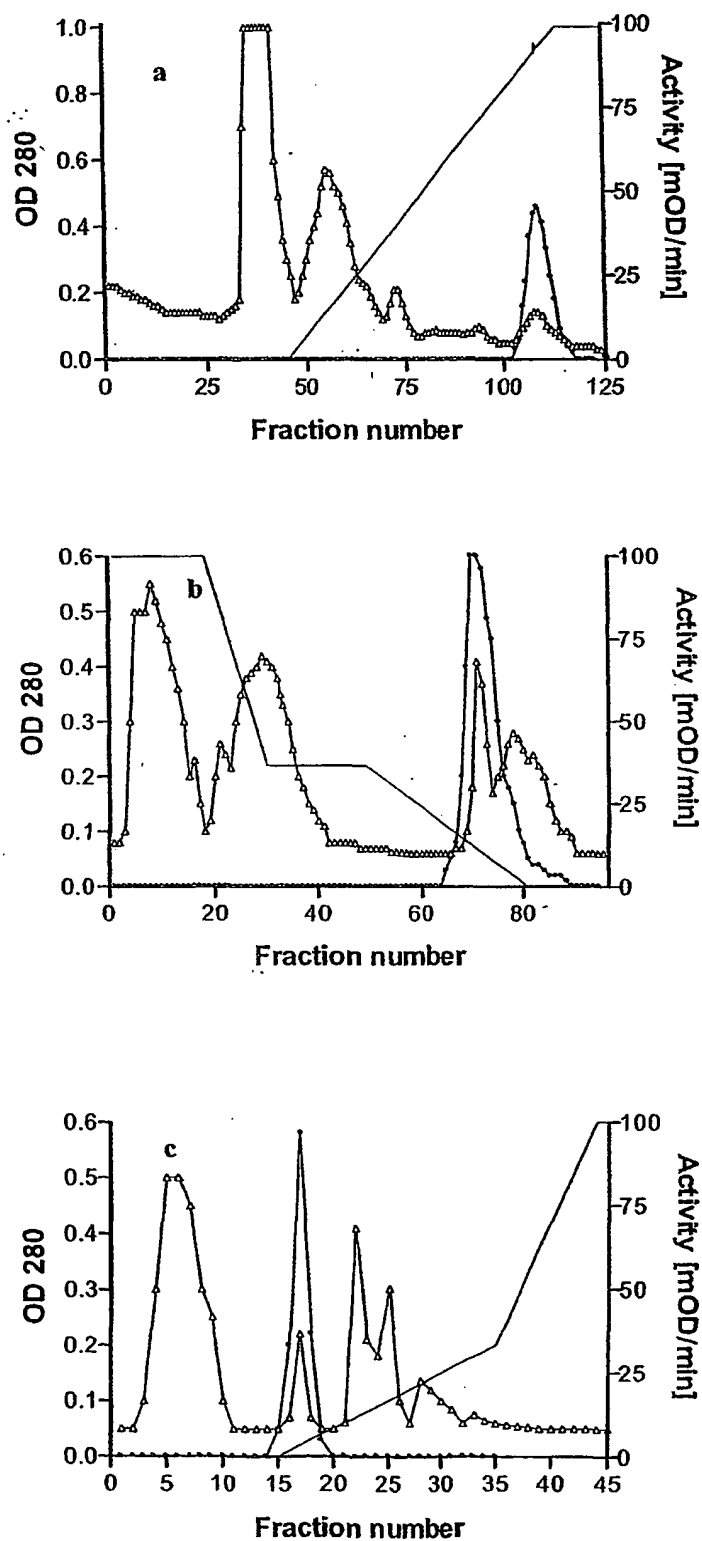 a
OD 280
1.0
0.8
0.6
0.4
0.2
0.0
0 25 50 75 100 125
Fraction number
100
75
50
25
0
Activity [mOD/min]
b
OD 280
0.6
0.5
0.4
0.3
0.2
0.1
0.0
0 20 40 60 80
Fraction number
100
75
50
25
0
Activity [mOD/min]
c
OD 280
0.6
0.5
0.4
0.3
0.2
0.1
0.0
0 5 10 15 20 25 30 35 40 45
Fraction number
100
75
50
25
0
Activity [mOD/min]